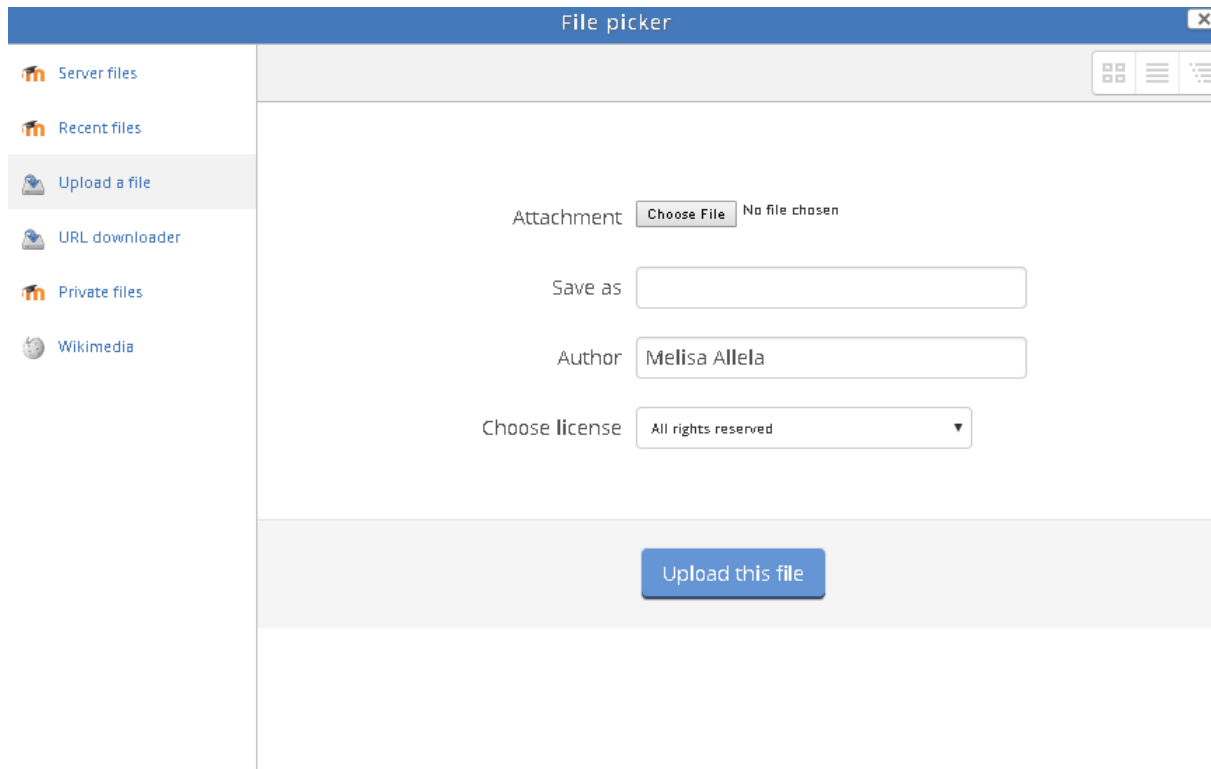 File picker
Server files
Recent files
Upload a file
URL downloader
Private files
Wikimedia
Attachment Choose File No file chosen
Save as
Author Melisa Allela
Choose license All rights reserved
Upload this file